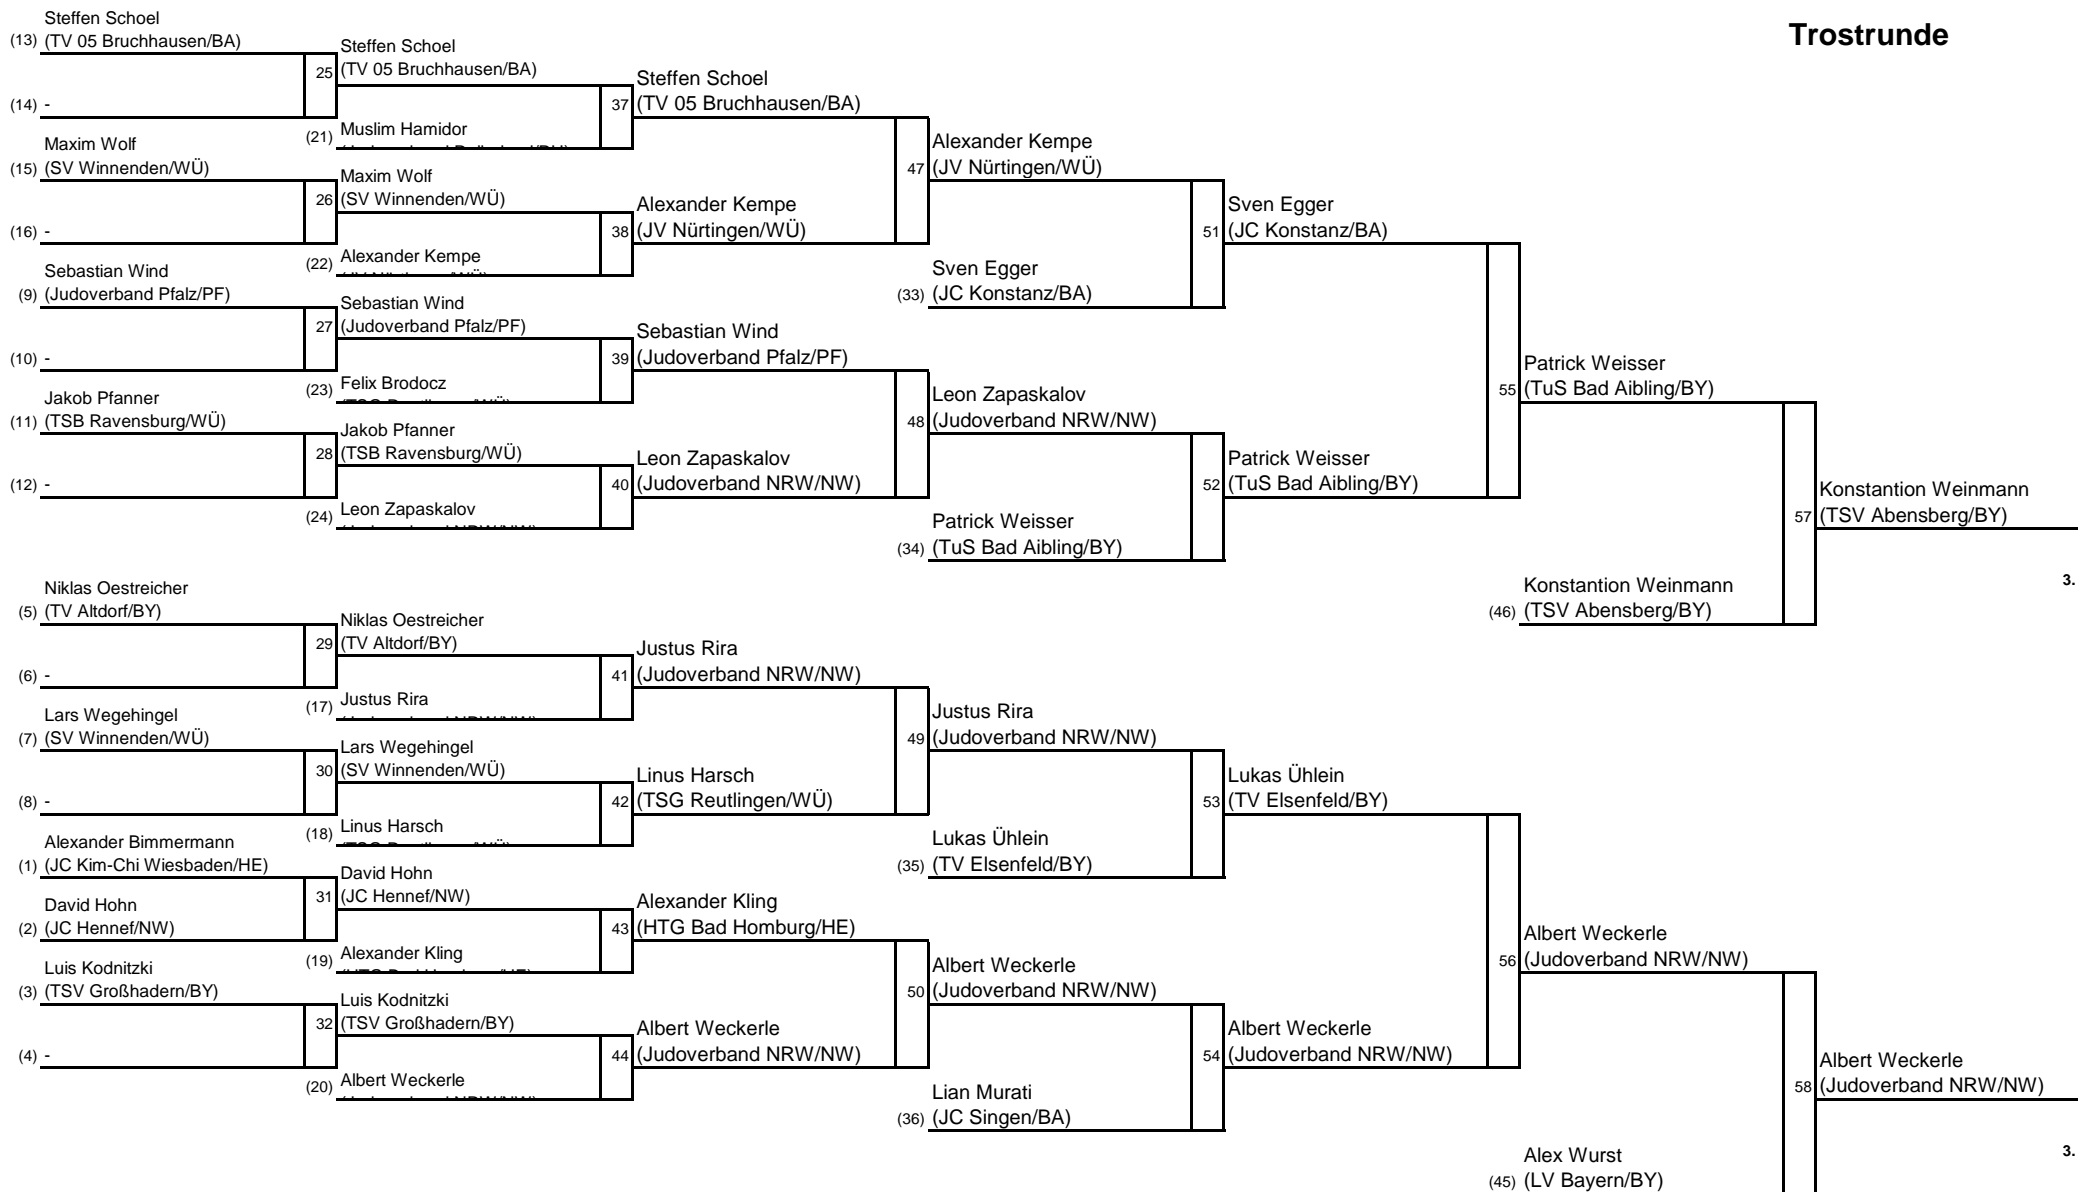 Trostrunde
Steffen Schoel
(13) (TV 05 Bruchhausen/BA)
(14) -
Maxim Wolf
(15) (SV Winnenden/WÜ)
(16) -
Sebastian Wind
(9) (Judoverband Pfalz/PF)
(10) -
Jakob Pfanner
(11) (TSB Ravensburg/WÜ)
(12) -
Niklas Oestreicher
(5) (TV Altdorf/BY)
(6) -
Lars Wegehingel
(7) (SV Winnenden/WÜ)
(8) -
Alexander Bimmermann
(1) (JC Kim-Chi Wiesbaden/HE)
David Hohn
(2) (JC Hennef/NW)
Luis Kodnitzki
(3) (TSV Großhadern/BY)
(4) -
Steffen Schoel
25 (TV 05 Bruchhausen/BA)
(21) Muslim Hamidor
Maxim Wolf
26 (SV Winnenden/WÜ)
(22) Alexander Kempe
Sebastian Wind
27 (Judoverband Pfalz/PF)
(23) Felix Brodocz
Jakob Pfanner
28 (TSB Ravensburg/WÜ)
(24) Leon Zapaskalov
Niklas Oestreicher
29 (TV Altdorf/BY)
(17) Justus Rira
Lars Wegehingel
30 (SV Winnenden/WÜ)
(18) Linus Harsch
David Hohn
31 (JC Hennef/NW)
(19) Alexander Kling
Luis Kodnitzki
32 (TSV Großhadern/BY)
(20) Albert Weckerle
Steffen Schoel
37 (TV 05 Bruchhausen/BA)
Alexander Kempe
38 (JV Nürtingen/WÜ)
Sebastian Wind
39 (Judoverband Pfalz/PF)
Leon Zapaskalov
40 (Judoverband NRW/NW)
Justus Rira
41 (Judoverband NRW/NW)
Linus Harsch
42 (TSG Reutlingen/WÜ)
Alexander Kling
43 (HTG Bad Homburg/HE)
Albert Weckerle
44 (Judoverband NRW/NW)
Alexander Kempe
47 (JV Nürtingen/WÜ)
Sven Egger
(33) (JC Konstanz/BA)
Leon Zapaskalov
48 (Judoverband NRW/NW)
Patrick Weisser
(34) (TuS Bad Aibling/BY)
Justus Rira
49 (Judoverband NRW/NW)
Lukas Ühlein
(35) (TV Elsenfeld/BY)
Albert Weckerle
50 (Judoverband NRW/NW)
Lian Murati
(36) (JC Singen/BA)
Sven Egger
51 (JC Konstanz/BA)
Patrick Weisser
52 (TuS Bad Aibling/BY)
Lukas Ühlein
53 (TV Elsenfeld/BY)
Albert Weckerle
54 (Judoverband NRW/NW)
Patrick Weisser
55 (TuS Bad Aibling/BY)
Konstantion Weinmann
(46) (TSV Abensberg/BY)
Albert Weckerle
56 (Judoverband NRW/NW)
Alex Wurst
(45) (LV Bayern/BY)
Konstantion Weinmann
57 (TSV Abensberg/BY)
3.
Albert Weckerle
58 (Judoverband NRW/NW)
3.